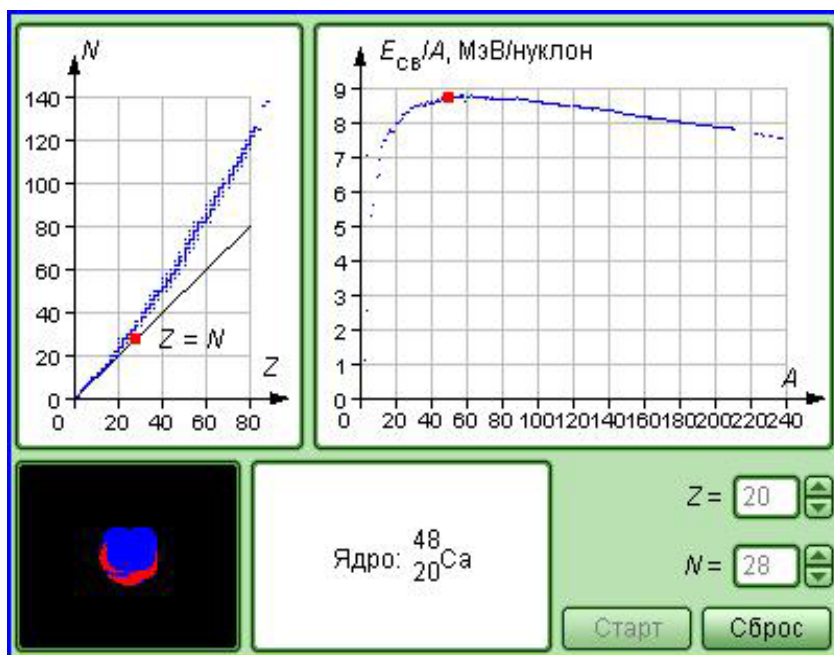 N
140
120
100
80
60
40
20
0
Z = N
Z
0 20 40 60 80
Eсв/A, МэВ/нуклон
9
8
7
6
5
4
3
2
1
0
A
0 20 40 60 80 100120140160180200220240
Ядро: 48 20 Ca
Z = 20
N = 28
Старт
Сброс